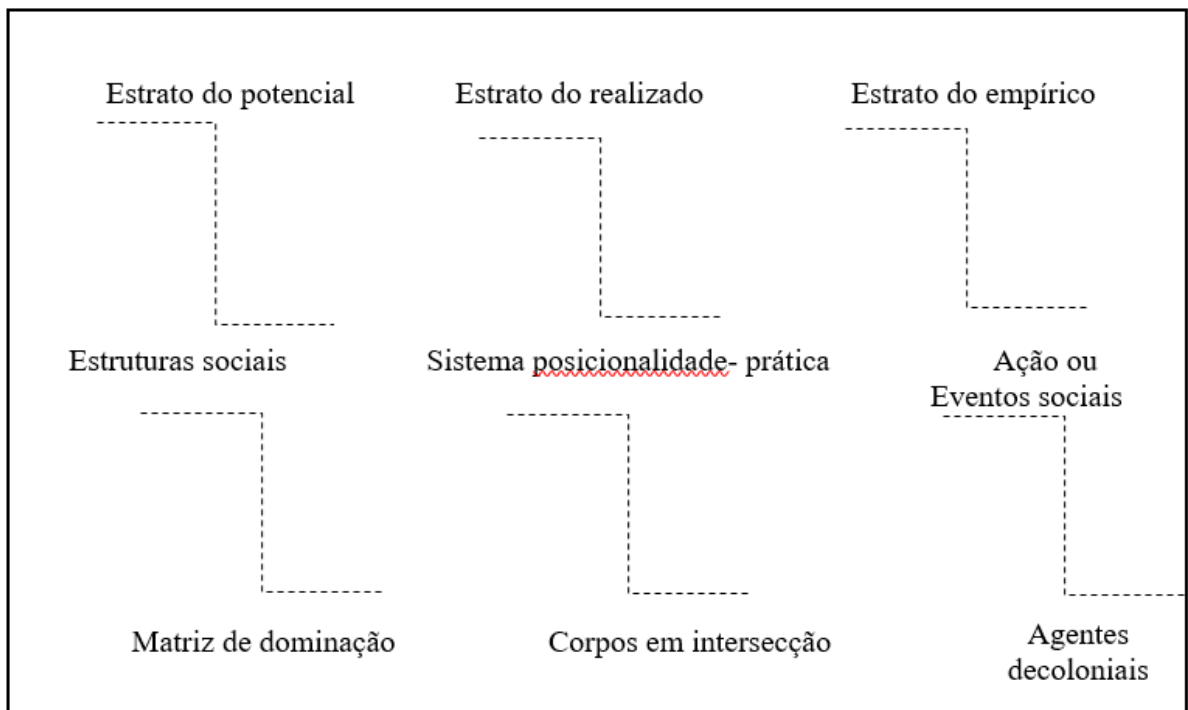 Estrato do potencial
Estrato do realizado
Estrato do empírico
Estruturas sociais
Sistema posicionalidade- prática
Ação ou
Eventos sociais
Matriz de dominação
Corpos em intersecção
Agentes
decoloniais